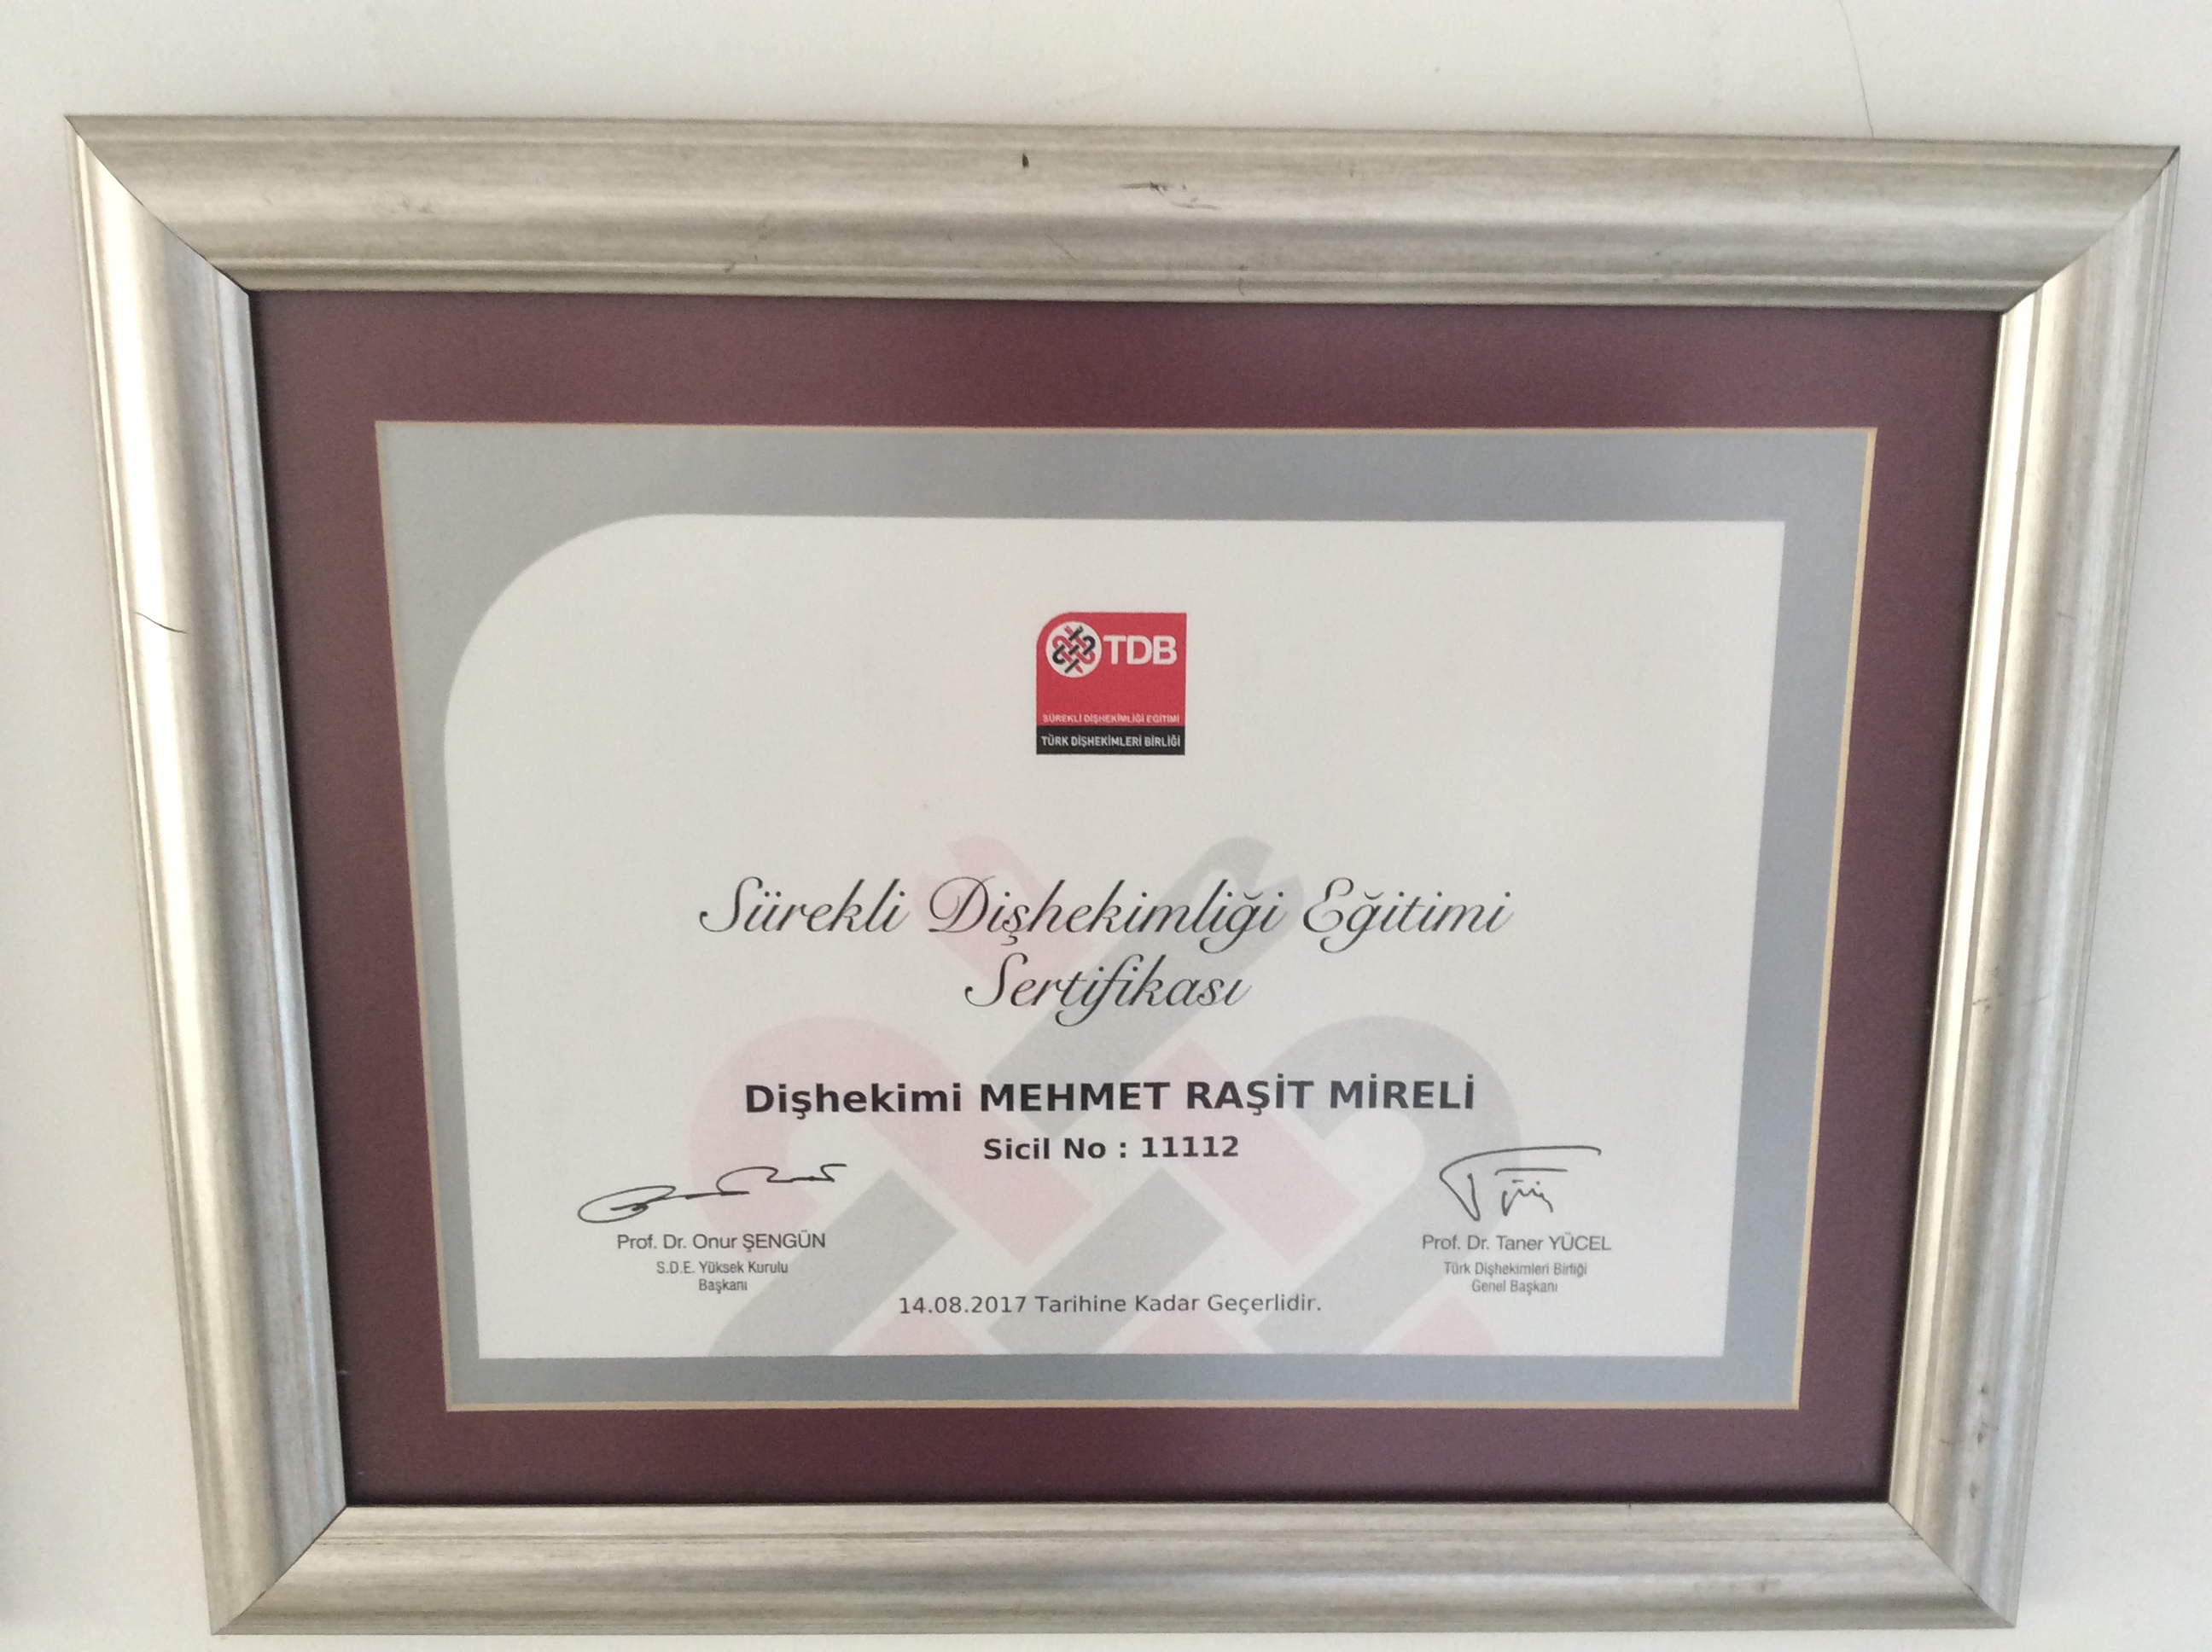 TDB
SÜREKLİ DİŞHEKİMLİĞİ EĞİTİMİ
TÜRK DİŞHEKİMLERİ BİRLİĞİ
Sürekli Dişhekimliği Eğitimi
Sertifikası
Dişhekimi MEHMET RAŞİT MİRELİ
Sicil No : 11112
Prof. Dr. Onur ŞENGÜN
S.D.E. Yüksek Kurulu
Başkanı
Prof. Dr. Taner YÜCEL
Türk Dişhekimleri Birliği
Genel Başkanı
14.08.2017 Tarihine Kadar Geçerlidir.